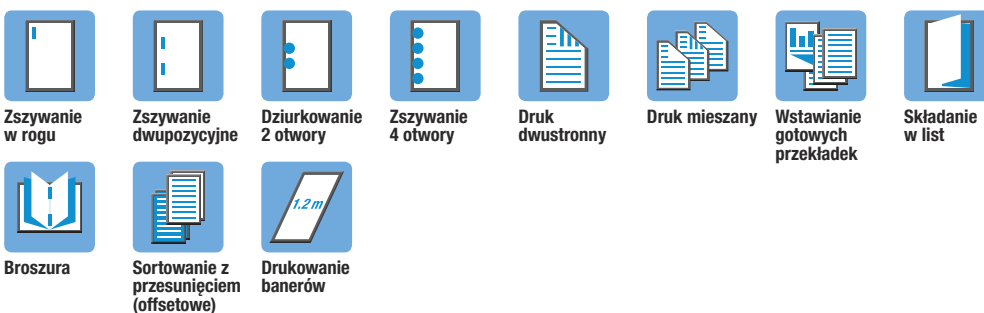 Zszywanie
w rogu
Zszywanie
dwupozycyjne
Dziurkowanie
2 otwory
Zszywanie
4 otwory
Druk
dwustronny
Druk mieszany
Wstawianie
gotowych
przekładek
Składanie
w list
1.2 m
Broszura
Sortowanie z
przesunięciem
(offsetowe)
Drukowanie
banerów